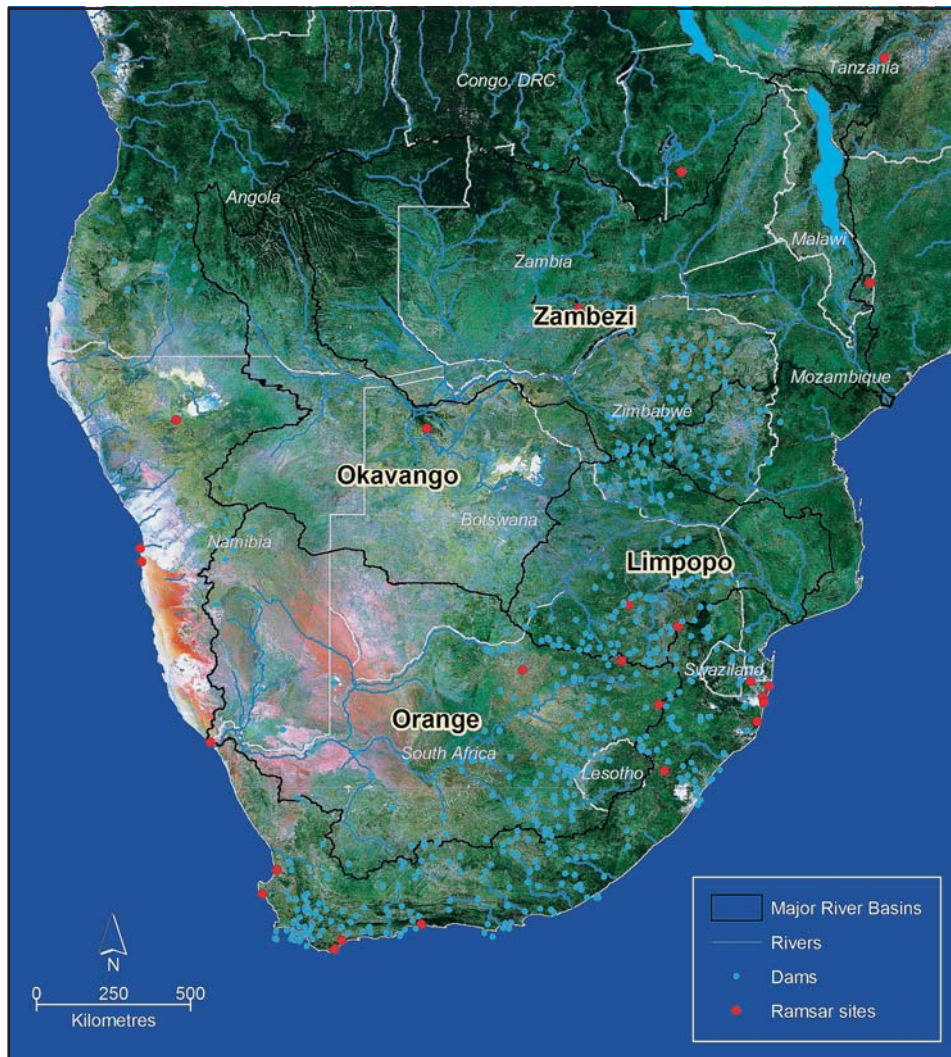 Tanzania
Congo, DRC
Angola
Malawi
Zambia
Zambezi
Mozambique
Zimbabwe
Okavango
Botswana
Namibia
Limpopo
Swaziland
Orange
South Africa
Lesotho
Major River Basins
Rivers
Dams
Ramsar sites
N
0 250 500
Kilometres